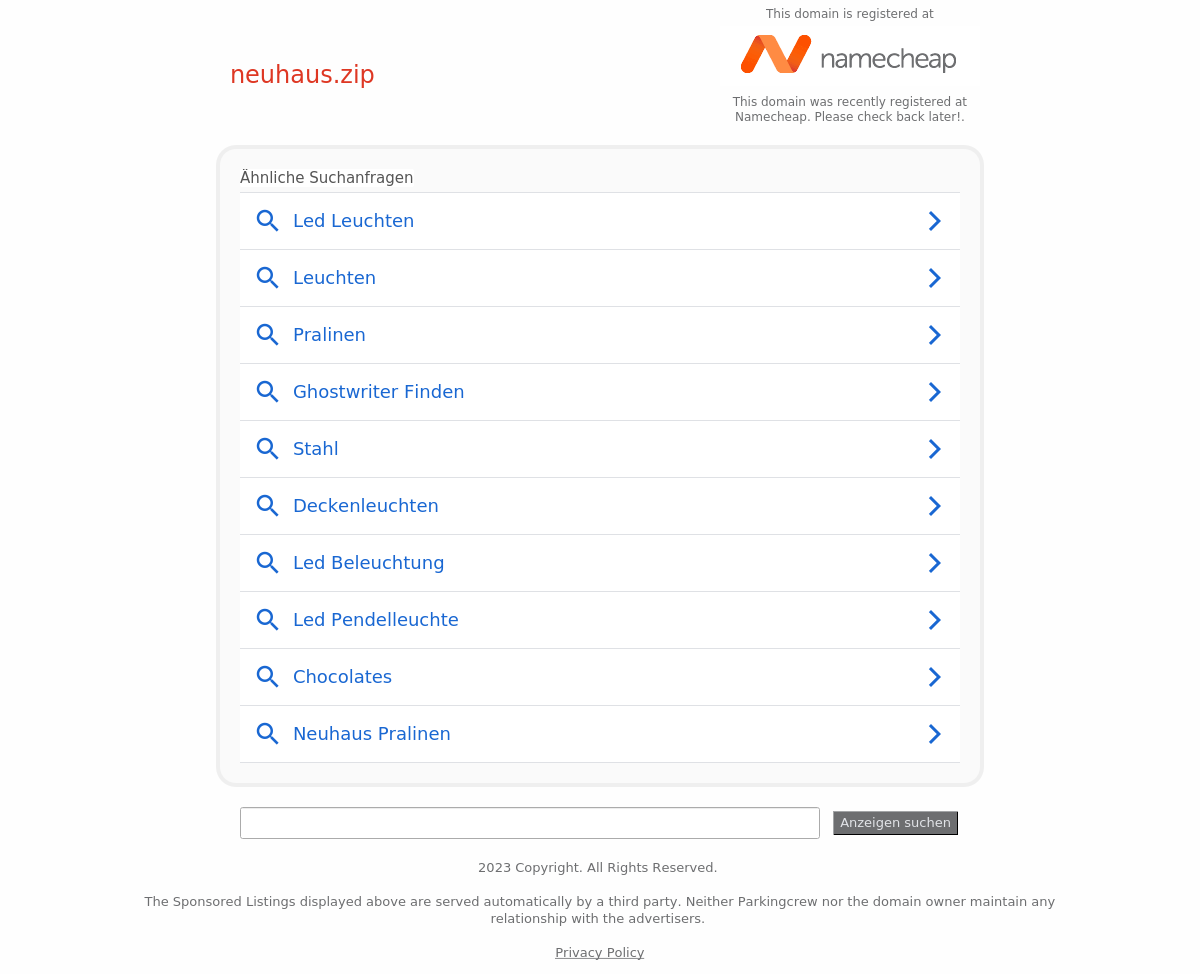 This domain is registered at
namecheap
neuhaus.zip
This domain was recently registered at
Namecheap. Please check back later!.
Ähnliche Suchanfragen
Led Leuchten
Leuchten
Pralinen
Ghostwriter Finden
Stahl
Deckenleuchten
Led Beleuchtung
Led Pendelleuchte
Chocolates
Neuhaus Pralinen
Anzeigen suchen
2023 Copyright. All Rights Reserved.
The Sponsored Listings displayed above are served automatically by a third party. Neither Parkingcrew nor the domain owner maintain any
relationship with the advertisers.
Privacy Policy